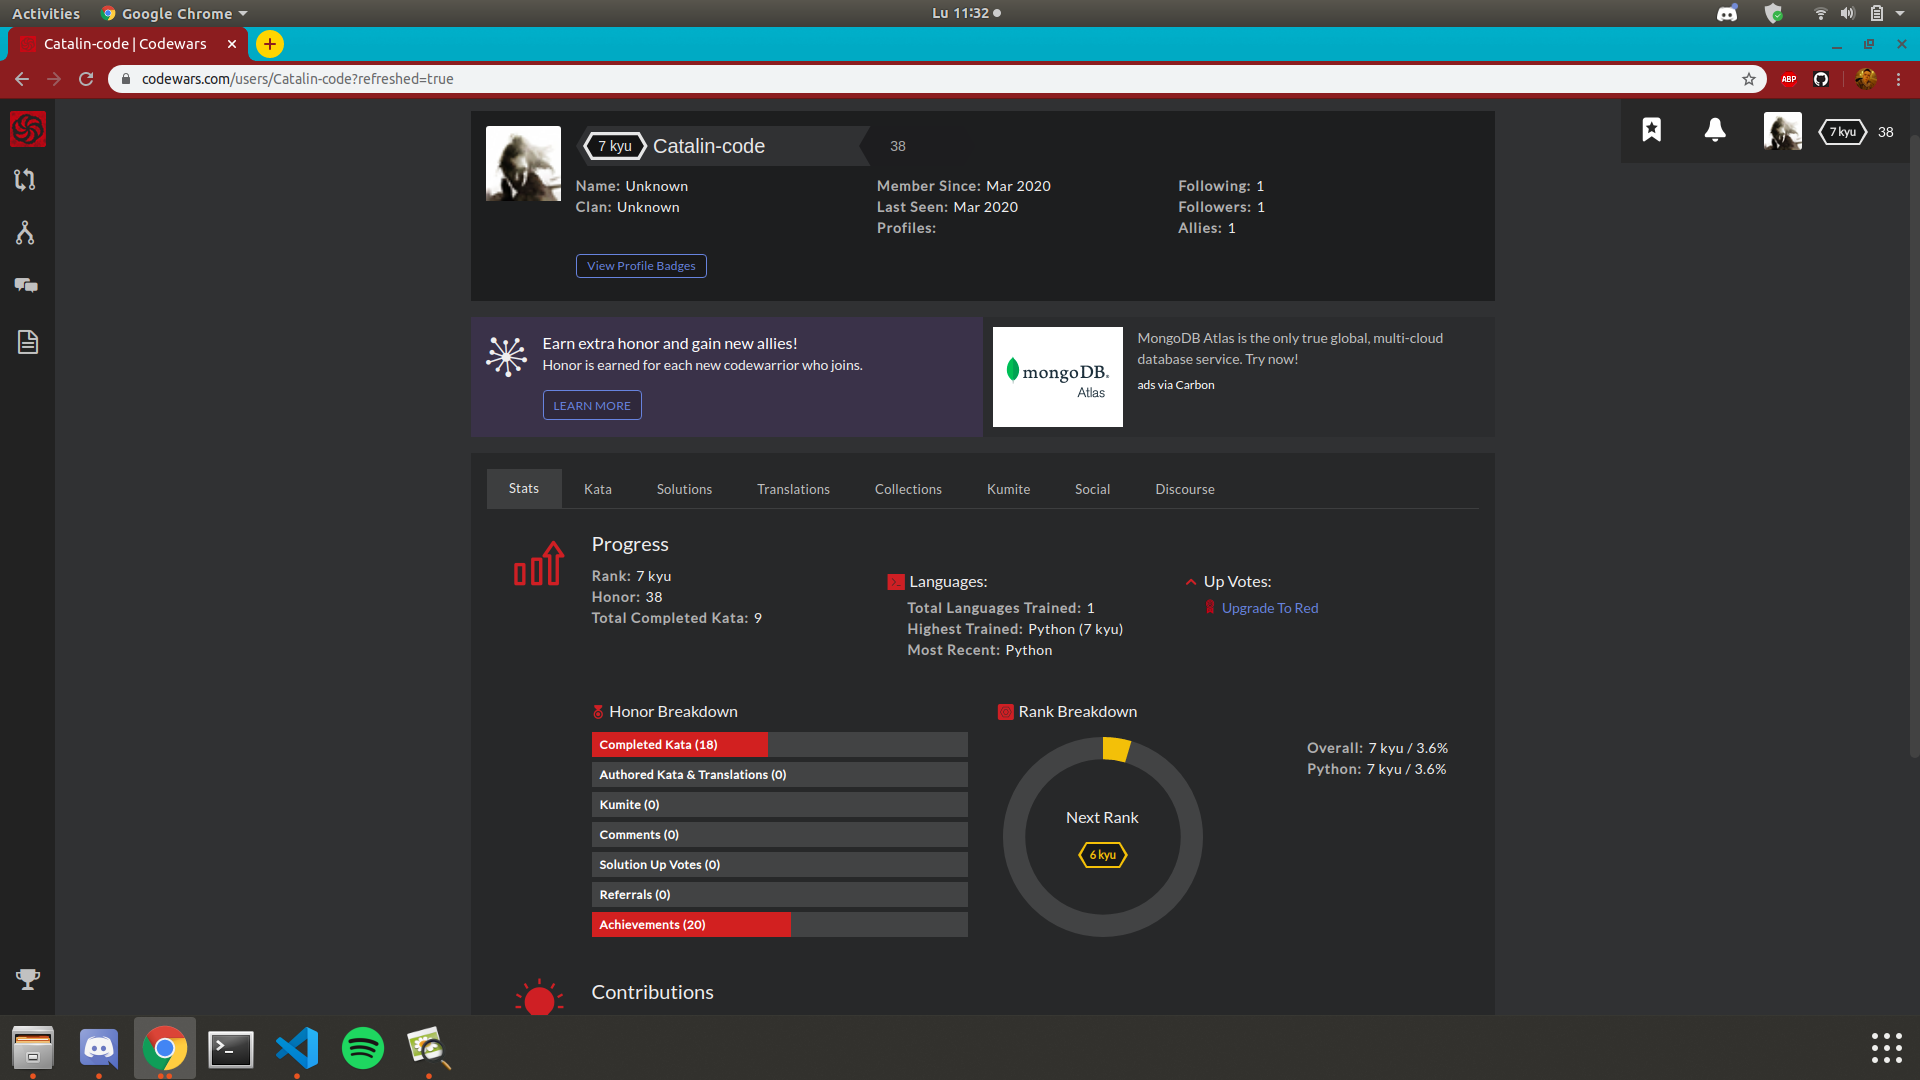 Activities
Google Chrome
Lu 11:32
Catalin-code | Codewars
codewars.com/users/Catalin-code?refreshed=true
ABP
7 kyu Catalin-code 38
7 kyu 38
Name: Unknown
Clan: Unknown
Member Since: Mar 2020
Last Seen: Mar 2020
Profiles:
Following: 1
Followers: 1
Allies: 1
View Profile Badges
Earn extra honor and gain new allies!
Honor is earned for each new codewarrior who joins.
LEARN MORE
mongoDB.
Atlas
MongoDB Atlas is the only true global, multi-cloud
database service. Try now!
ads via Carbon
Stats Kata Solutions Translations Collections Kumite Social Discourse
Progress
Rank: 7 kyu
Honor: 38
Total Completed Kata: 9
Languages:
Total Languages Trained: 1
Highest Trained: Python (7 kyu)
Most Recent: Python
Up Votes:
Upgrade To Red
Honor Breakdown
Completed Kata (18)
Authored Kata & Translations (0)
Kumite (0)
Comments (0)
Solution Up Votes (0)
Referrals (0)
Achievements (20)
Rank Breakdown
Next Rank
6 kyu
Overall: 7 kyu / 3.6%
Python: 7 kyu / 3.6%
Contributions